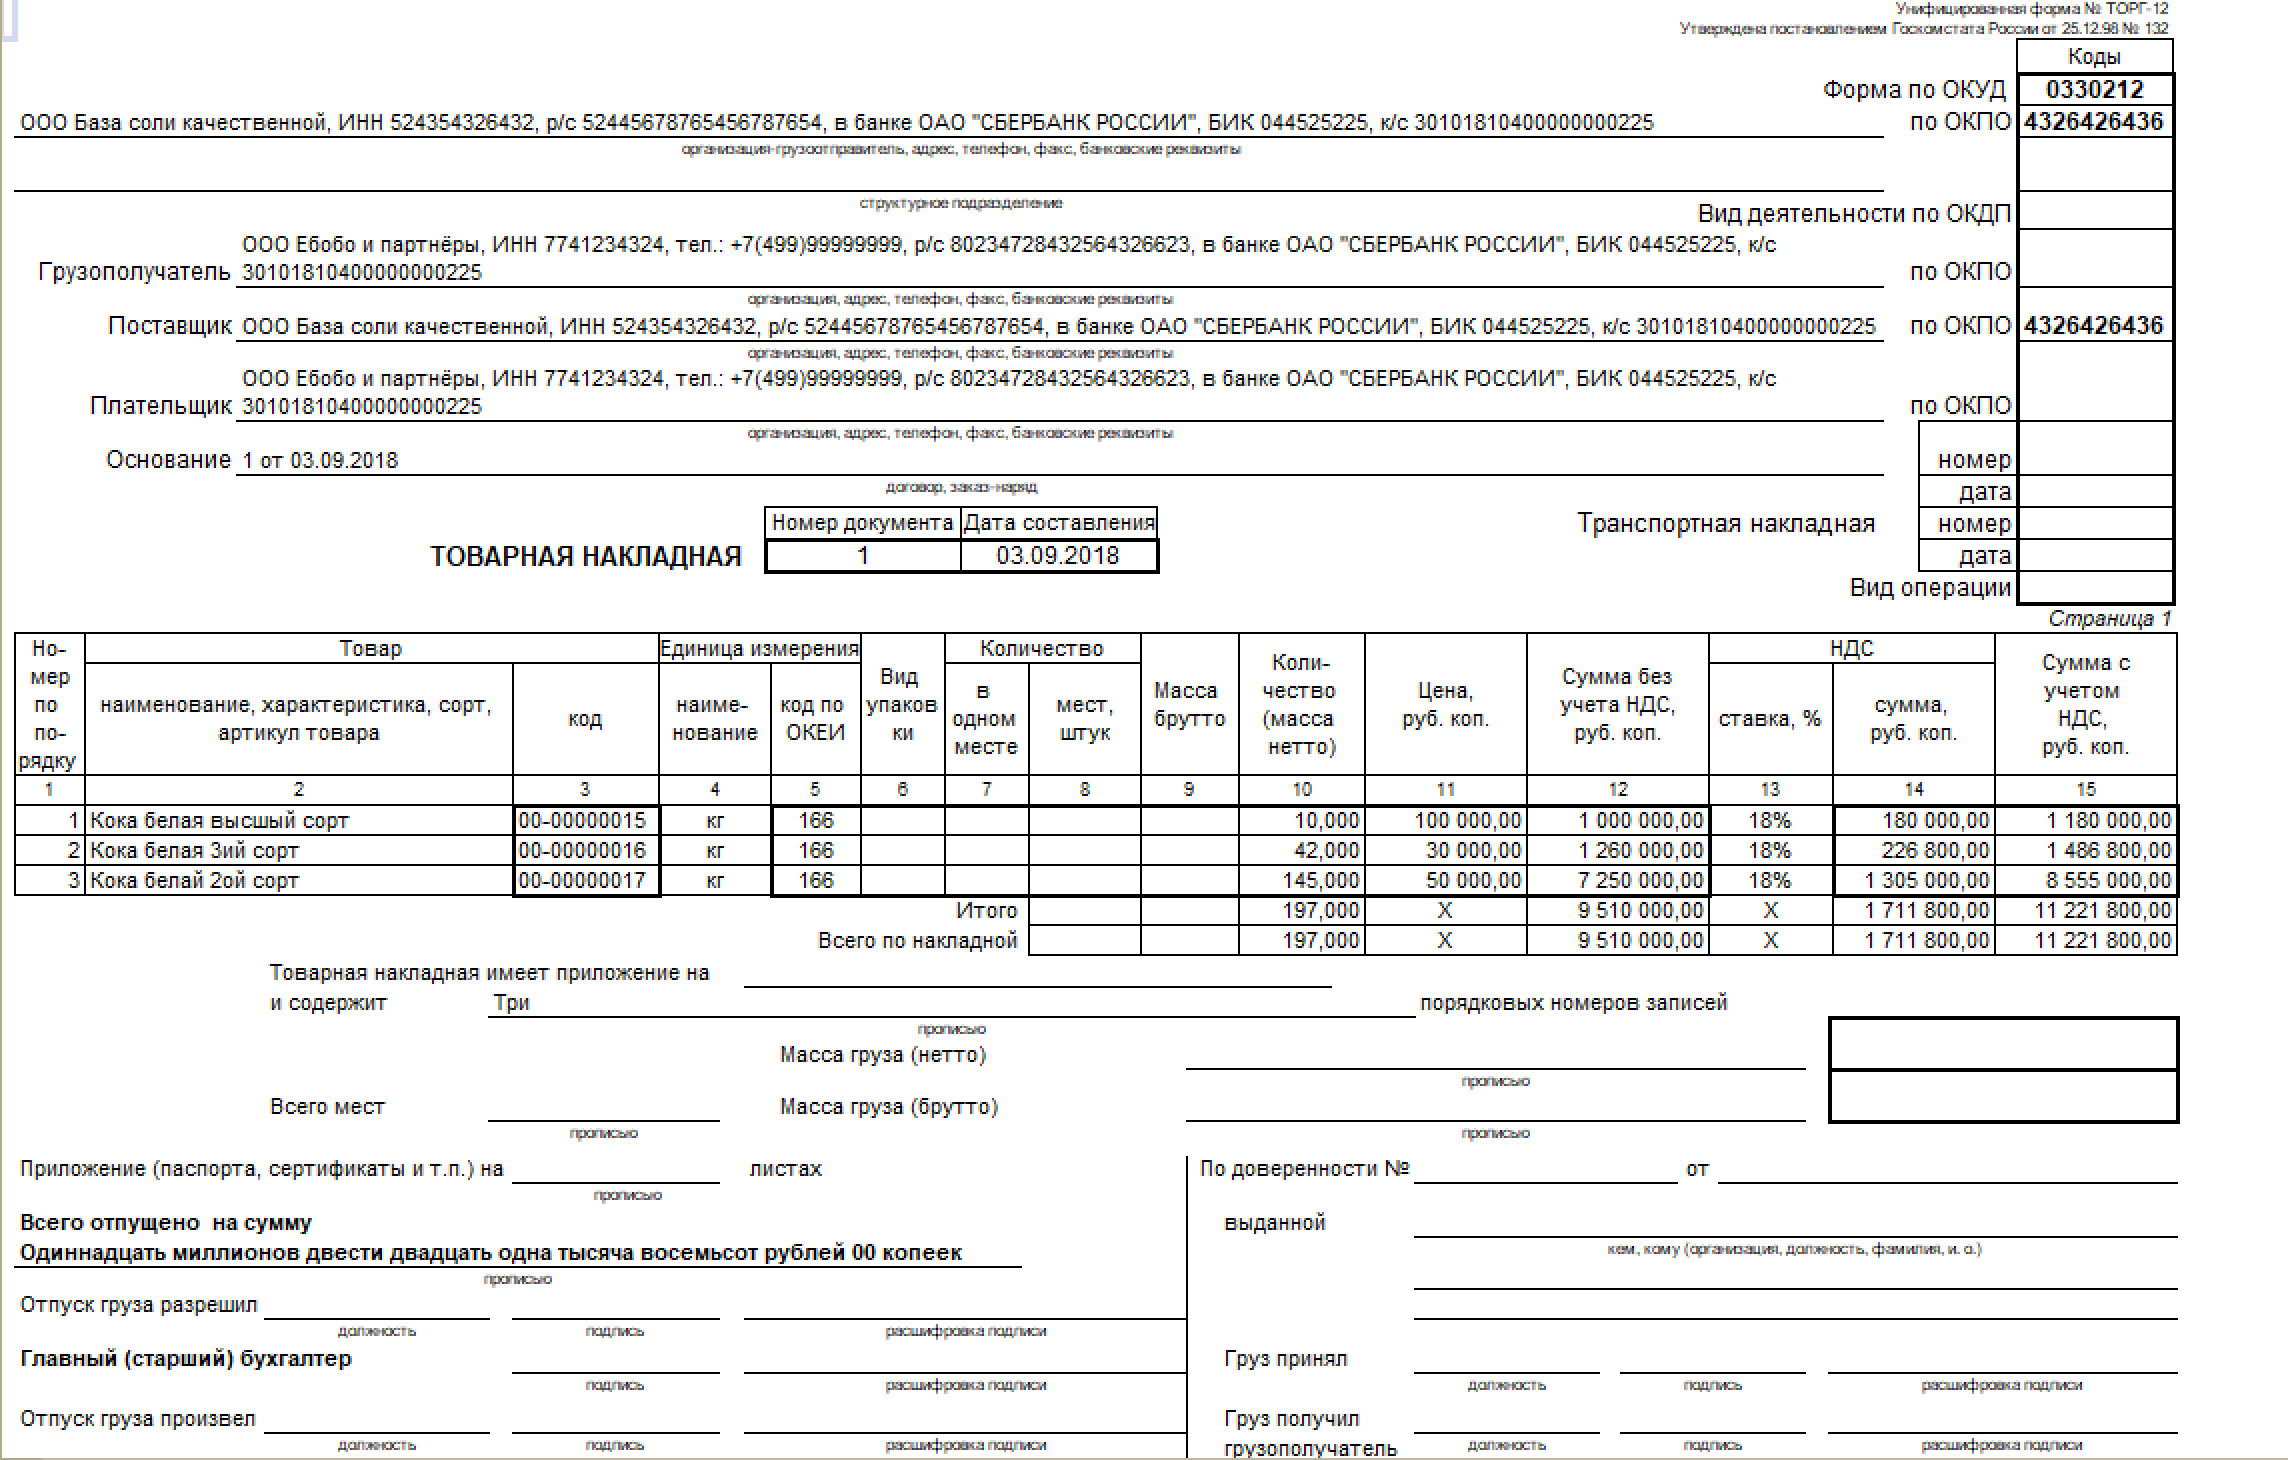 Унифицированная форма № ТОРГ-12
Утверждена постановлением Госкомстата России от 25.12.98 № 132
Коды
Форма по ОКУД 0330212
ООО База соли качественной, ИНН 524354326432, р/с 52445678765456787654, в банке ОАО "СБЕРБАНК РОССИИ", БИК 044525225, к/с 30101810400000000225 по ОКПО 4326426436
организация-грузоотправитель, адрес, телефон, факс, банковские реквизиты
структурное подразделение
Вид деятельности по ОКДП
ООО Ебобо и партнёры, ИНН 7741234324, тел.: +7(499)99999999, р/с 80234728432564326623, в банке ОАО "СБЕРБАНК РОССИИ", БИК 044525225, к/с
Грузополучатель 30101810400000000225 по ОКПО
организация, адрес, телефон, факс, банковские реквизиты
Поставщик ООО База соли качественной, ИНН 524354326432, р/с 52445678765456787654, в банке ОАО "СБЕРБАНК РОССИИ", БИК 044525225, к/с 30101810400000000225 по ОКПО 4326426436
организация, адрес, телефон, факс, банковские реквизиты
ООО Ебобо и партнёры, ИНН 7741234324, тел.: +7(499)99999999, р/с 80234728432564326623, в банке ОАО "СБЕРБАНК РОССИИ", БИК 044525225, к/с
Плательщик 30101810400000000225 по ОКПО
организация, адрес, телефон, факс, банковские реквизиты
Основание 1 от 03.09.2018 номер
договор, заказ-наряд
дата
Номер документа Дата составления
Транспортная накладная номер
ТОВАРНАЯ НАКЛАДНАЯ 1 03.09.2018 дата
Вид операции
Страница 1
Но-
мер
по
по-
рядку
Товар
наименование, характеристика, сорт,
артикул товара
код
Единица измерения
наиме-
нование
код по
ОКЕИ
Вид
упаков
ки
Количество
в
одном
месте
мест,
штук
Масса
брутто
Коли-
чество
(масса
нетто)
Цена,
руб. коп.
Сумма без
учета НДС,
руб. коп.
НДС
ставка, %
сумма,
руб. коп.
Сумма с
учетом
НДС,
руб. коп.
1 2 3 4 5 6 7 8 9 10 11 12 13 14 15
1 Кока белая высшый сорт 00-00000015 кг 166 10,000 100 000,00 1 000 000,00 18% 180 000,00 1 180 000,00
2 Кока белая 3ий сорт 00-00000016 кг 166 42,000 30 000,00 1 260 000,00 18% 226 800,00 1 486 800,00
3 Кока белай 2ой сорт 00-00000017 кг 166 145,000 50 000,00 7 250 000,00 18% 1 305 000,00 8 555 000,00
Итого 197,000 X 9 510 000,00 X 1 711 800,00 11 221 800,00
Всего по накладной 197,000 X 9 510 000,00 X 1 711 800,00 11 221 800,00
Товарная накладная имеет приложение на
и содержит Три порядковых номеров записей
прописью
Масса груза (нетто)
прописью
Всего мест Масса груза (брутто)
прописью прописью
Приложение (паспорта, сертификаты и т.п.) на листах
прописью
Всего отпущено на сумму
Одиннадцать миллионов двести двадцать одна тысяча восемьсот рублей 00 копеек
прописью
Отпуск груза разрешил
должность подпись расшифровка подписи
Главный (старший) бухгалтер
подпись расшифровка подписи
Отпуск груза произвел
должность подпись расшифровка подписи
По доверенности № от
выданной
кем, кому (организация, должность, фамилия, и. о.)
Груз принял
должность подпись расшифровка подписи
Груз получил
грузополучатель
должность подпись расшифровка подписи